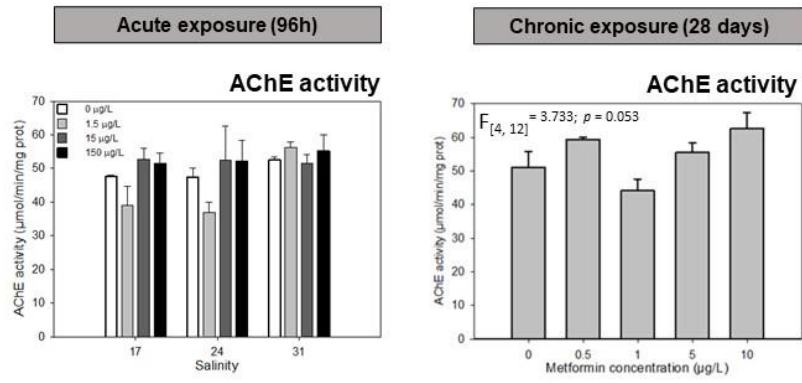 Acute exposure (96h)
AChE activity
70
60
50
40
30
20
10
0
AChE activity (µmol/min/mg prot)
0 µg/L
1.5 µg/L
15 µg/L
150 µg/L
17 24 31
Salinity
Chronic exposure (28 days)
AChE activity
F[4, 12] = 3.733; p = 0.053
70
60
50
40
30
20
10
0
AChE activity (µmol/min/mg prot)
0 0.5 1 5 10
Metformin concentration (µg/L)